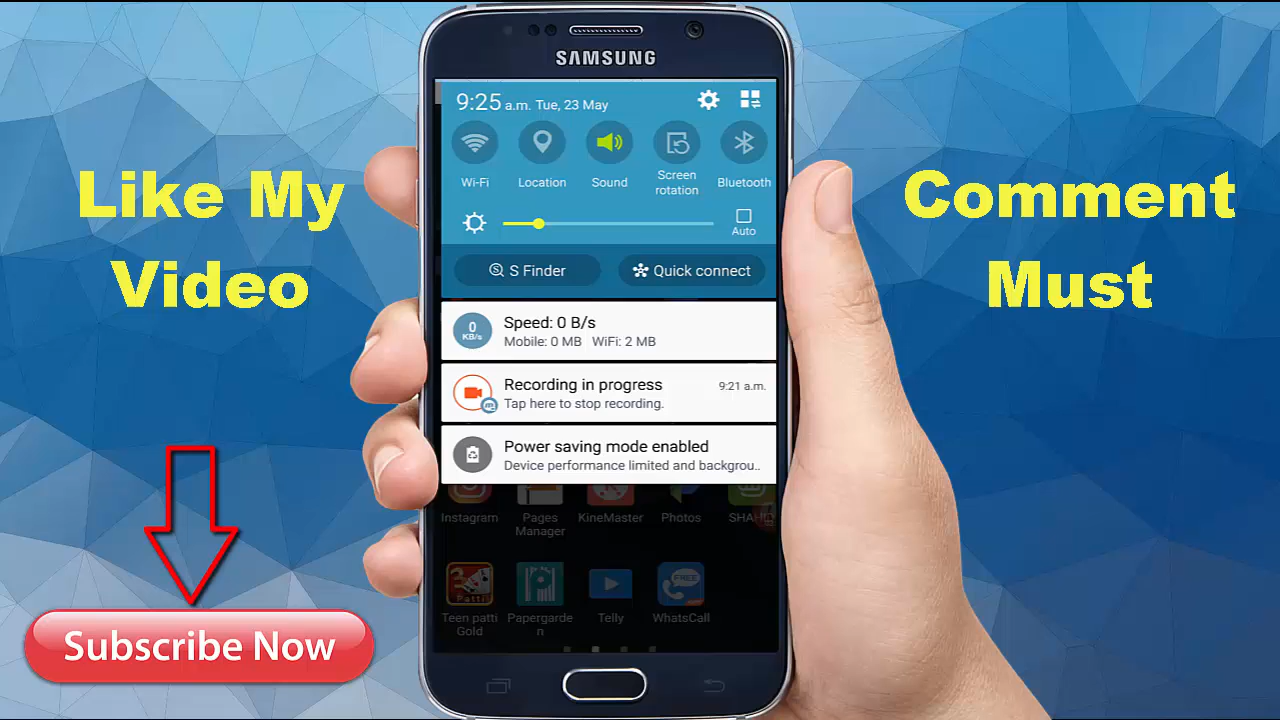 SAMSUNG
9:25 a.m. Tue, 23 May
Wi-Fi
Location
Sound
Screen
rotation
Bluetooth
Auto
S Finder
Quick connect
Like My
Video
Comment
Must
0
KB/s
Speed: 0 B/s
Mobile: 0 MB WiFi: 2 MB
Recording in progress
9:21 a.m.
Tap here to stop recording.
Power saving mode enabled
Device performance limited and backgrou..
Instagram
Pages
Manager
KineMaster
Photos
3
Patti
FREE
Teen patti
Gold
Papergarde
n
Telly
WhatsCall
Subscribe Now